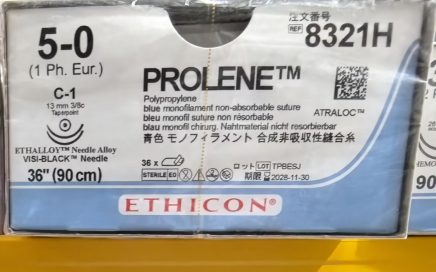 5-0
(1 Ph. Eur.)
C-1
13 mm 3/8c
Taperpoint
ETHALLOY™ Needle Alloy
VISI-BLACK™ Needle
36" (90 cm)
注文番号
REF 8321H
PROLENE™
Polypropylene
blue monofilament non-absorbable suture
bleu monofil suture non résorbable
blau monofil chirurg. Nahtmaterial nicht resorbierbar
青色 モノフィラメント 合成非吸収性縫合糸
ATRALOC™
36 x
STERILE EO
ロット LOT TPBESJ
期限 2028-11-30
ETHICON®
90